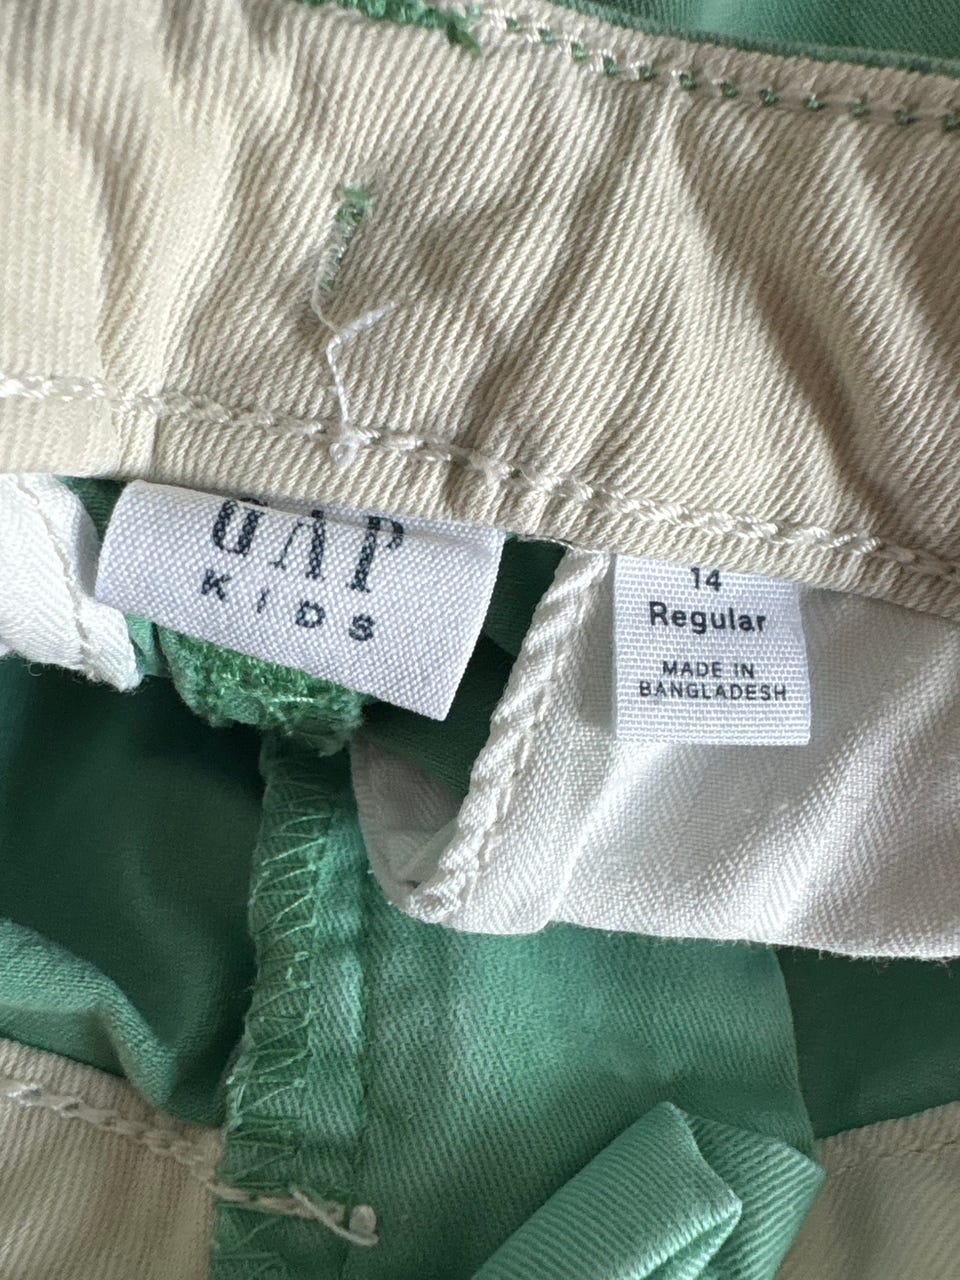 GAP
KIDS
14
Regular
MADE IN
BANGLADESH